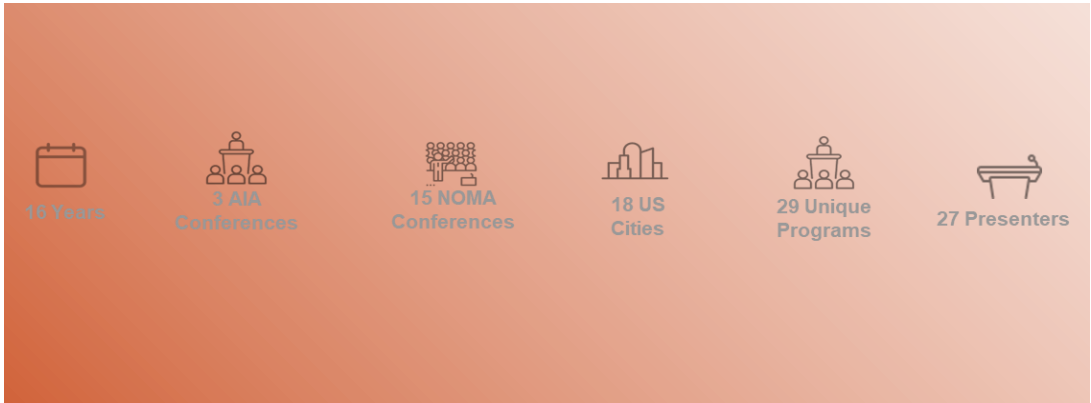 16 Years
3 AIA
Conferences
15 NOMA
Conferences
18 US
Cities
29 Unique
Programs
27 Presenters